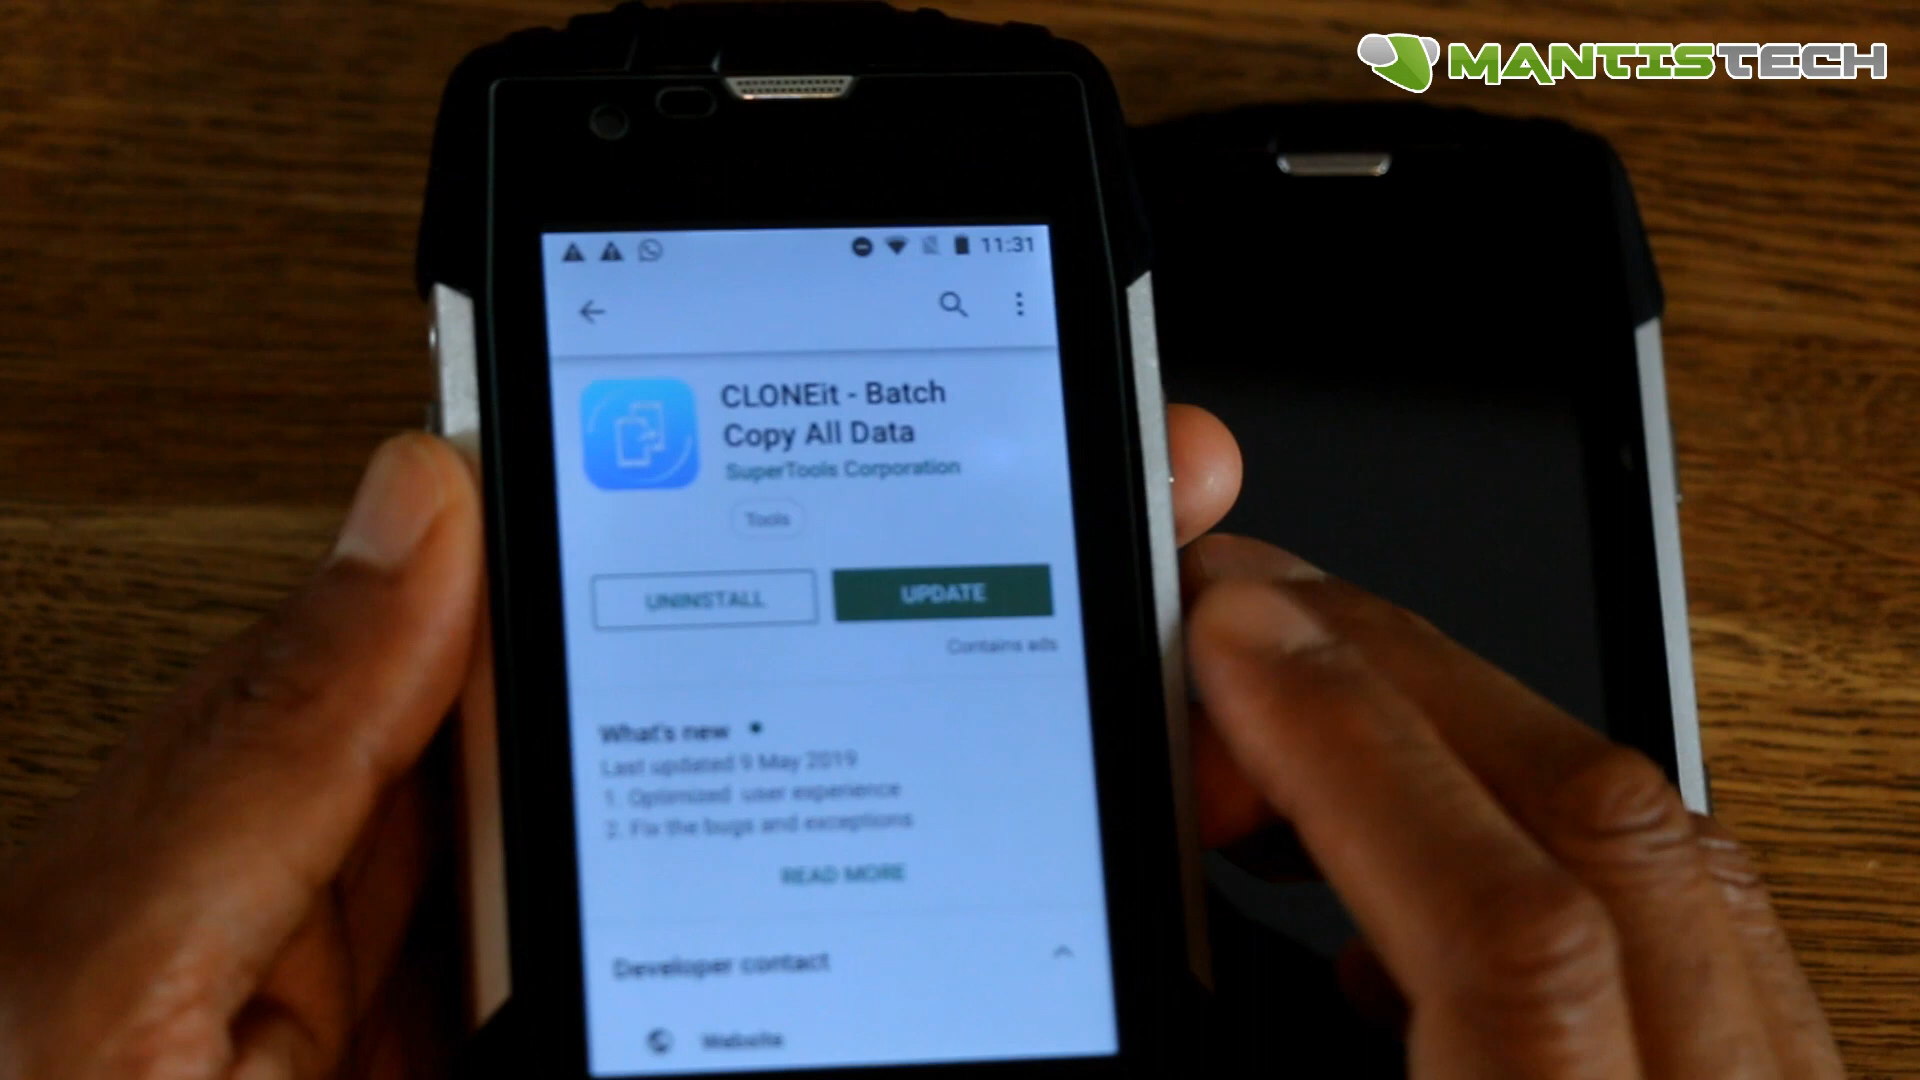 MANTISTECH
11:31
CLONEit - Batch
Copy All Data
SuperTools Corporation
Tools
UNINSTALL
UPDATE
Contains ads
What's new
Last updated 9 May 2019
1. Optimized user experience
2. Fix the bugs and exceptions
READ MORE
Developer contact
Website